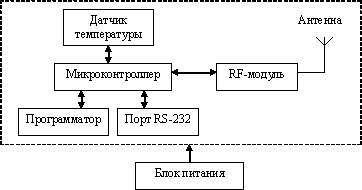 Датчик
температуры
Антенна
Микроконтроллер
RF-модуль
Программатор
Порт RS-232
Блок питания